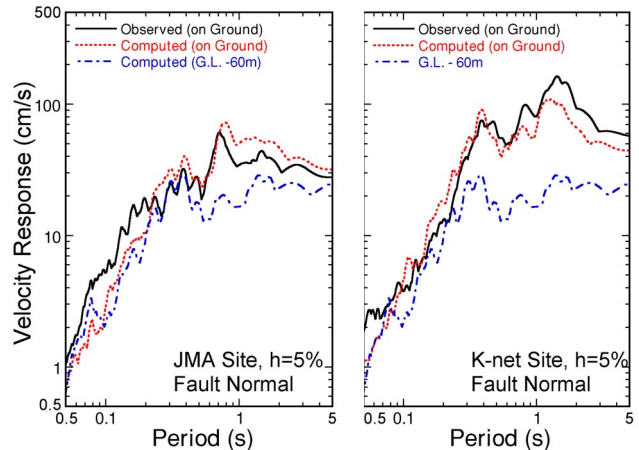 Observed (on Ground)
Computed (on Ground)
Computed (G.L. -60m)
Observed (on Ground)
Computed (on Ground)
G.L. - 60m
500
100
10
1
0.5
Velocity Response (cm/s)
JMA Site, h=5%
Fault Normal
K-net Site, h=5%
Fault Normal
0.5 0.1 1 5
0.5 0.1 1 5
Period (s)
Period (s)